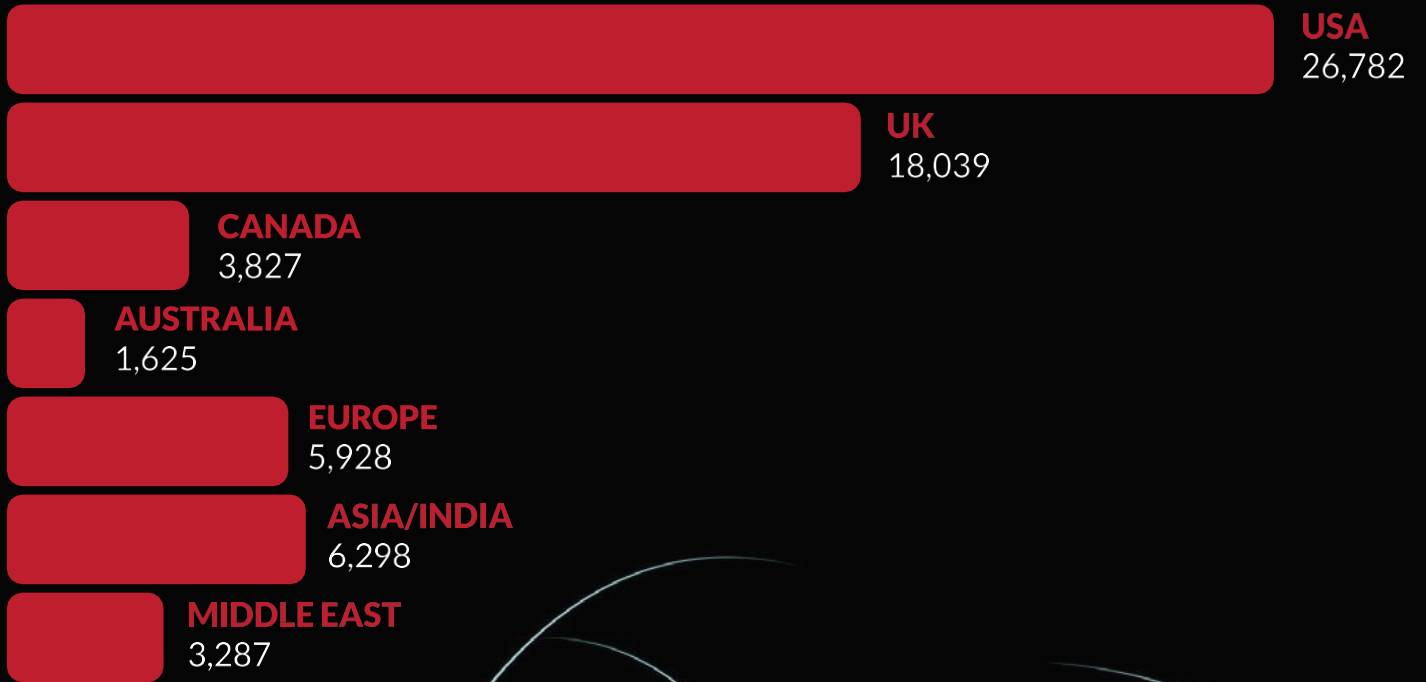 USA
26,782
UK
18,039
CANADA
3,827
AUSTRALIA
1,625
EUROPE
5,928
ASIA/INDIA
6,298
MIDDLE EAST
3,287